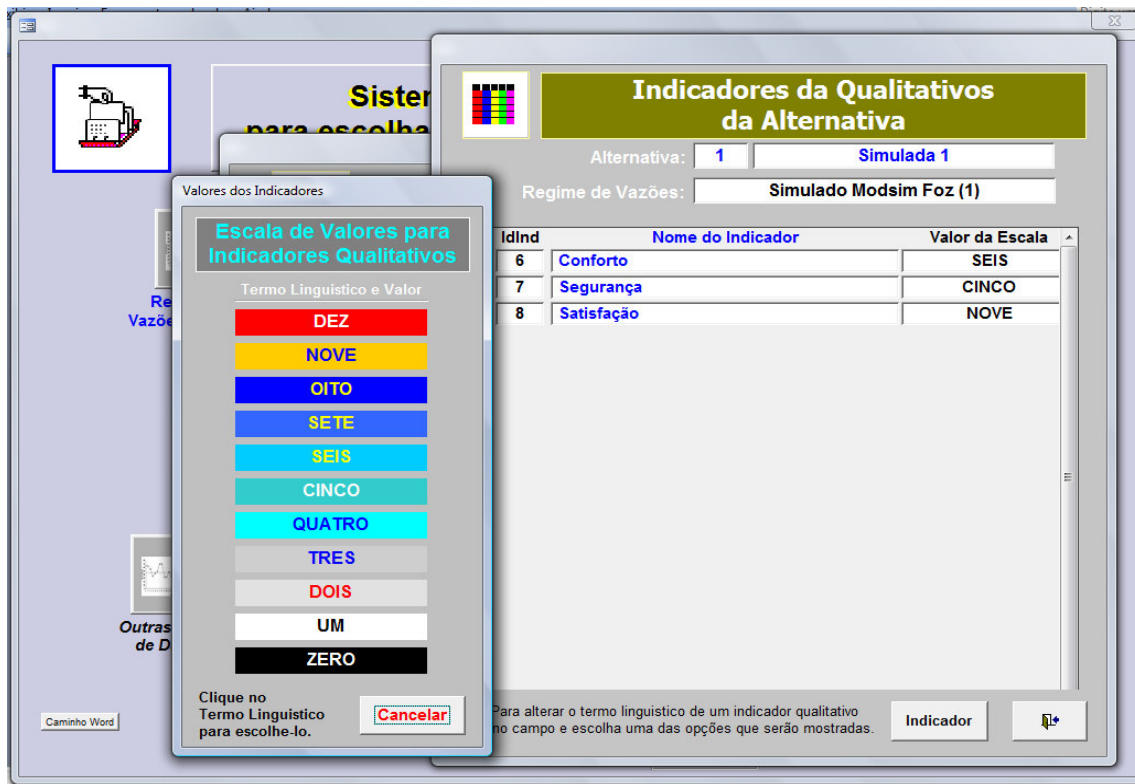 Sister
para escolha
Indicadores da Qualitativos
da Alternativa
Alternativa: 1 Simulada 1
Regime de Vazões: Simulado Modsim Foz (1)
IdInd Nome do Indicador Valor da Escala
6 Conforto SEIS
7 Segurança CINCO
8 Satisfação NOVE
Para alterar o termo linguistico de um indicador qualitativo
no campo e escolha uma das opções que serão mostradas.
Indicador
Valores dos Indicadores
Escala de Valores para
Indicadores Qualitativos
Termo Linguistico e Valor
DEZ
NOVE
OITO
SETE
SEIS
CINCO
QUATRO
TRES
DOIS
UM
ZERO
Clique no
Termo Linguistico
para escolhe-lo.
Cancelar
Re
Vazõe
Outras
de D
Caminho Word